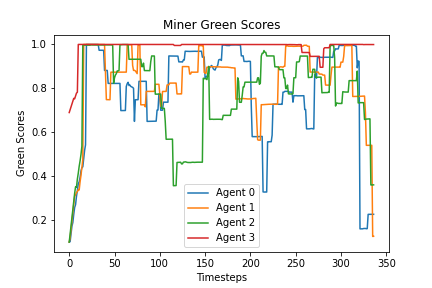 Miner Green Scores
Green Scores
1.0
0.8
0.6
0.4
0.2
Agent 0
Agent 1
Agent 2
Agent 3
0 50 100 150 200 250 300 350
Timesteps